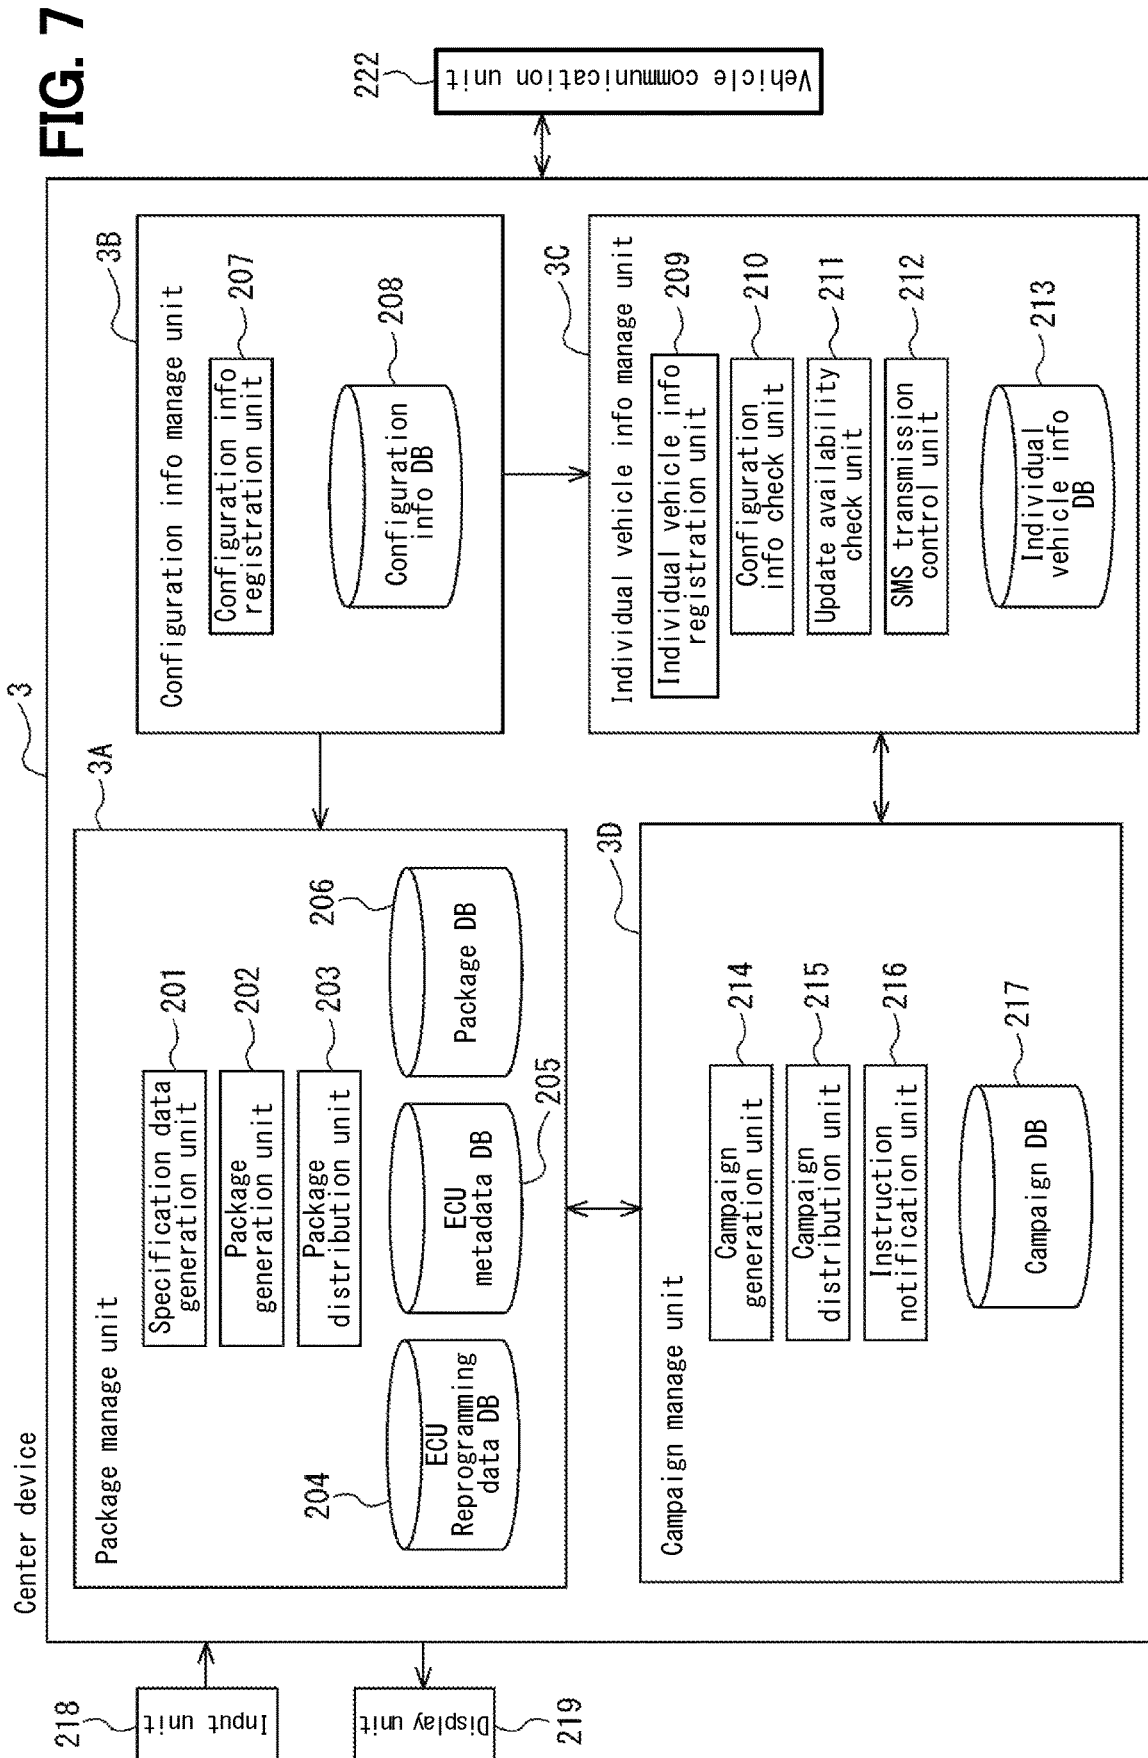 FIG. 7
Center device
3
Package manage unit
3A
Specification data
generation unit
201
Package
generation unit
202
Package
distribution unit
203
204
ECU
Reprogramming
data DB
ECU
metadata DB
205
206
Package DB
Configuration info manage unit
3B
Configuration info
registration unit
207
208
Configuration
info DB
Individual vehicle info manage unit
3C
Individual vehicle info
registration unit
209
Configuration
info check unit
210
Update availability
check unit
211
SMS transmission
control unit
212
213
Individual
vehicle info
DB
Campaign manage unit
3D
Campaign
generation unit
214
Campaign
distribution unit
215
Instruction
notification unit
216
217
Campaign DB
218
Input unit
Display unit
219
222
Vehicle communication unit